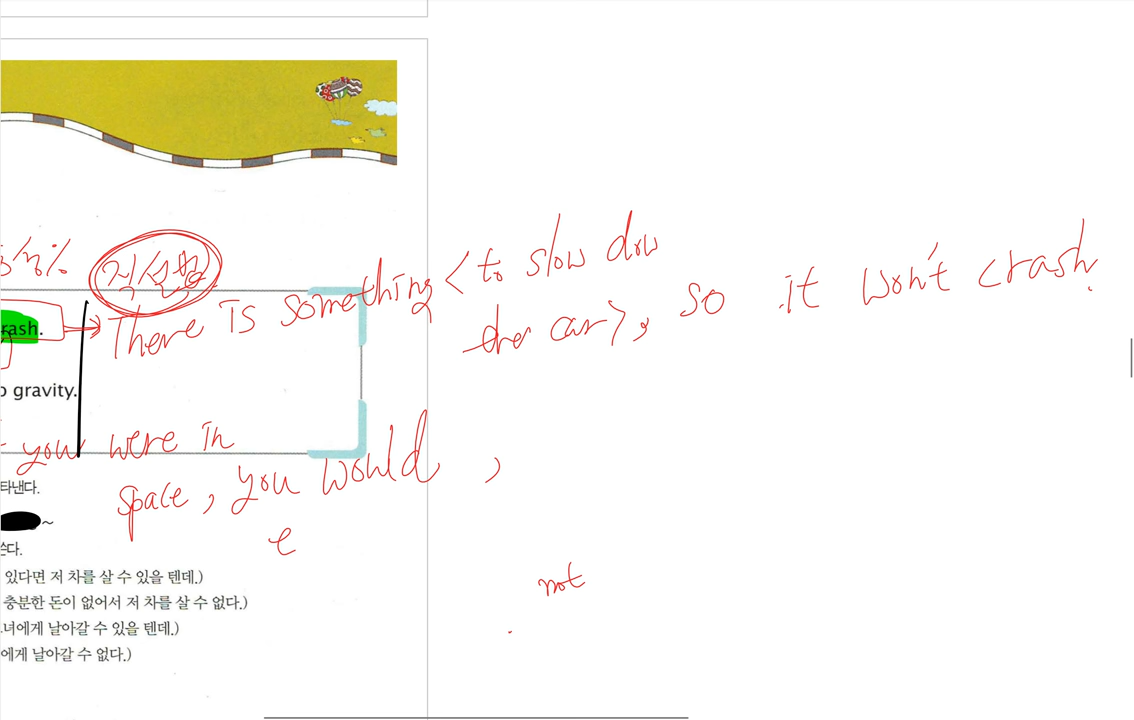 직설법
There is something < to slow dow
the car>, so it won't crash.
rash.
gravity.
you were in
space, you would ,
e
타낸다.
~
쓴다.
있다면 저 차를 살 수 있을 텐데.)
충분한 돈이 없어서 저 차를 살 수 없다.)
not
녀에게 날아갈 수 있을 텐데.)
에게 날아갈 수 없다.)